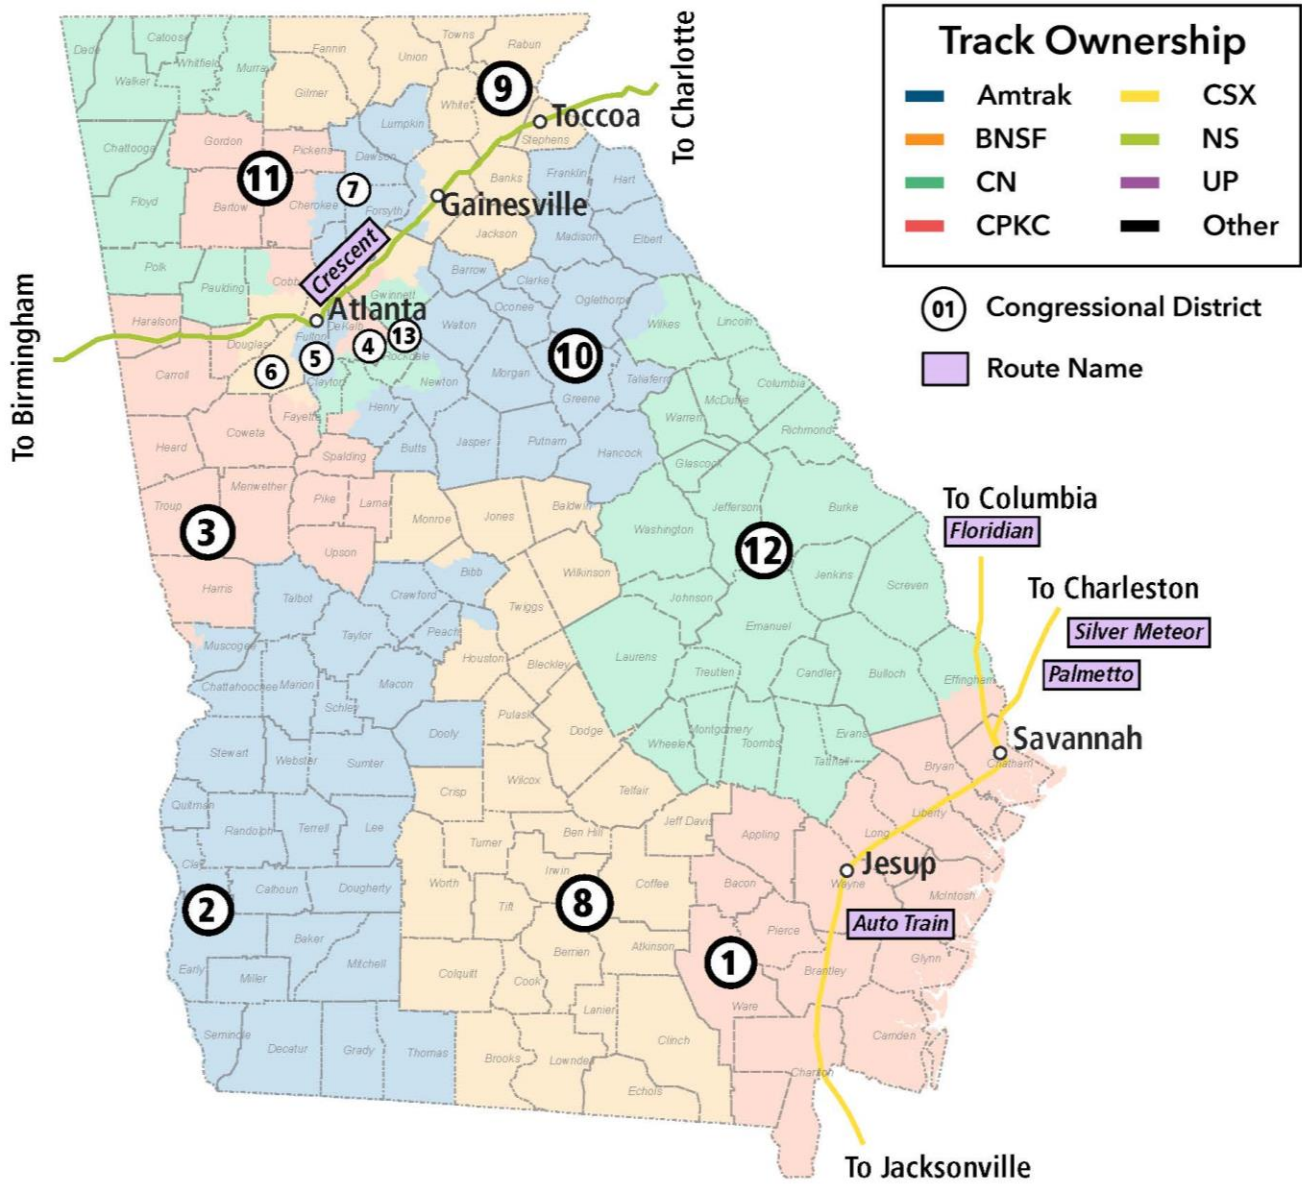 Track Ownership
Amtrak
CSX
BNSF
NS
CN
UP
CPKC
Other
01 Congressional District
Route Name
To Charlotte
To Birmingham
To Columbia
Floridian
To Charleston
Silver Meteor
Palmetto
Savannah
Jesup
Auto Train
To Jacksonville
Toccoa
Gainesville
Crescent
Atlanta
9
11
7
13
4
5
6
10
3
12
2
8
1
Dade
Catoosa
Whitfield
Walker
Murray
Fannin
Union
Towns
Rabun
Gilmer
White
Lumpkin
Stephens
Chattooga
Gordon
Pickens
Dawson
Banks
Franklin
Hart
Floyd
Bartow
Cherokee
Forsyth
Jackson
Madison
Elbert
Polk
Paulding
Cobb
Gwinnett
Barrow
Clarke
Oconee
Oglethorpe
Wilkes
Lincoln
Haralson
Douglas
Fulton
DeKalb
Rockdale
Walton
Carroll
Clayton
Newton
Morgan
Greene
Taliaferro
McDuffie
Columbia
Warren
Richmond
Fayette
Henry
Heard
Coweta
Spalding
Butts
Jasper
Putnam
Hancock
Glascock
Troup
Meriwether
Pike
Lamar
Monroe
Jones
Baldwin
Washington
Jefferson
Burke
Upson
Harris
Talbot
Crawford
Bibb
Twiggs
Wilkinson
Johnson
Jenkins
Screven
Emanuel
Muscogee
Taylor
Peach
Houston
Bleckley
Laurens
Treutlen
Candler
Bulloch
Effingham
Chattahoochee
Marion
Macon
Schley
Pulaski
Dodge
Wheeler
Montgomery
Toombs
Evans
Tattnall
Bryan
Chatham
Stewart
Webster
Sumter
Dooly
Crisp
Wilcox
Telfair
Jeff Davis
Appling
Long
Liberty
Quitman
Randolph
Terrell
Lee
Turner
Ben Hill
Irwin
Coffee
Bacon
Wayne
McIntosh
Clay
Calhoun
Dougherty
Worth
Tift
Pierce
Early
Baker
Miller
Mitchell
Colquitt
Berrien
Cook
Atkinson
Lanier
Ware
Brantley
Glynn
Seminole
Decatur
Grady
Thomas
Brooks
Lowndes
Clinch
Echols
Charlton
Camden